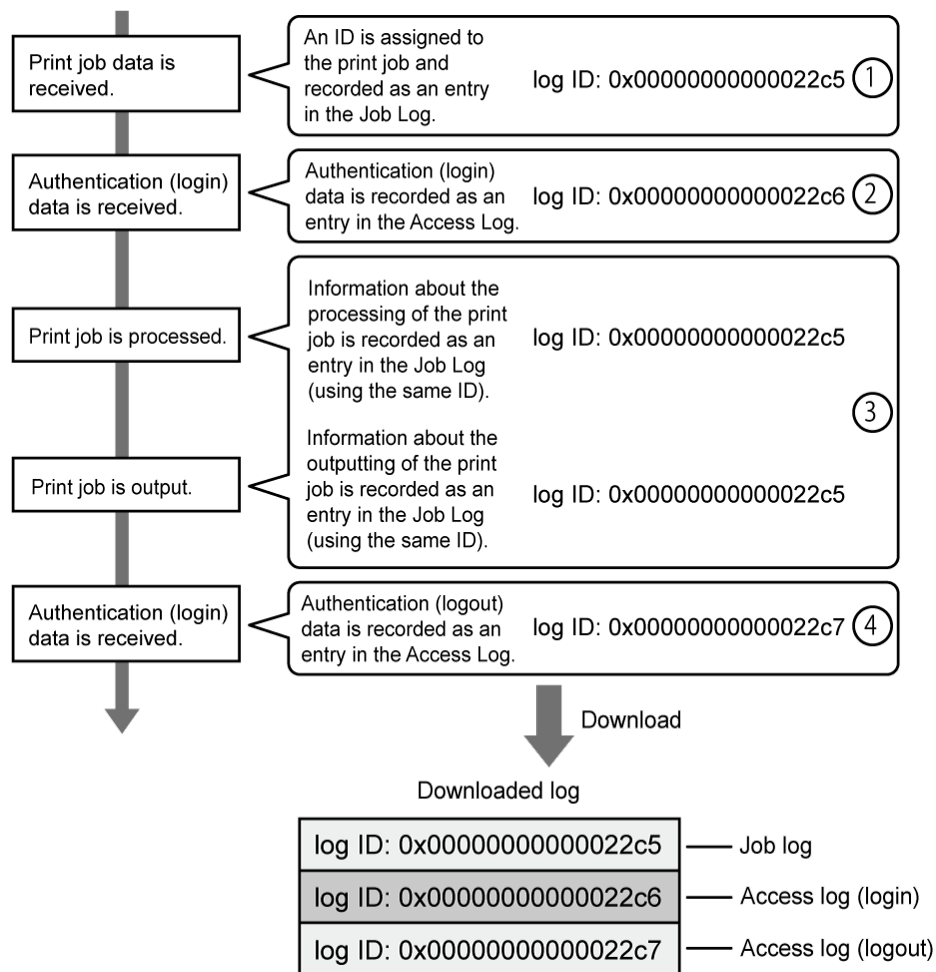 Print job data is
received.
An ID is assigned to
the print job and
recorded as an entry
in the Job Log.
log ID: 0x00000000000022c5
1
Authentication (login)
data is received.
Authentication (login)
data is recorded as an
entry in the Access Log.
log ID: 0x00000000000022c6
2
Print job is processed.
Information about the
processing of the print
job is recorded as an
entry in the Job Log
(using the same ID).
log ID: 0x00000000000022c5
3
Print job is output.
Information about the
outputting of the print
job is recorded as an
entry in the Job Log
(using the same ID).
log ID: 0x00000000000022c5
Authentication (login)
data is received.
Authentication (logout)
data is recorded as an
entry in the Access Log.
log ID: 0x00000000000022c7
4
Download
Downloaded log
log ID: 0x00000000000022c5
Job log
log ID: 0x00000000000022c6
Access log (login)
log ID: 0x00000000000022c7
Access log (logout)